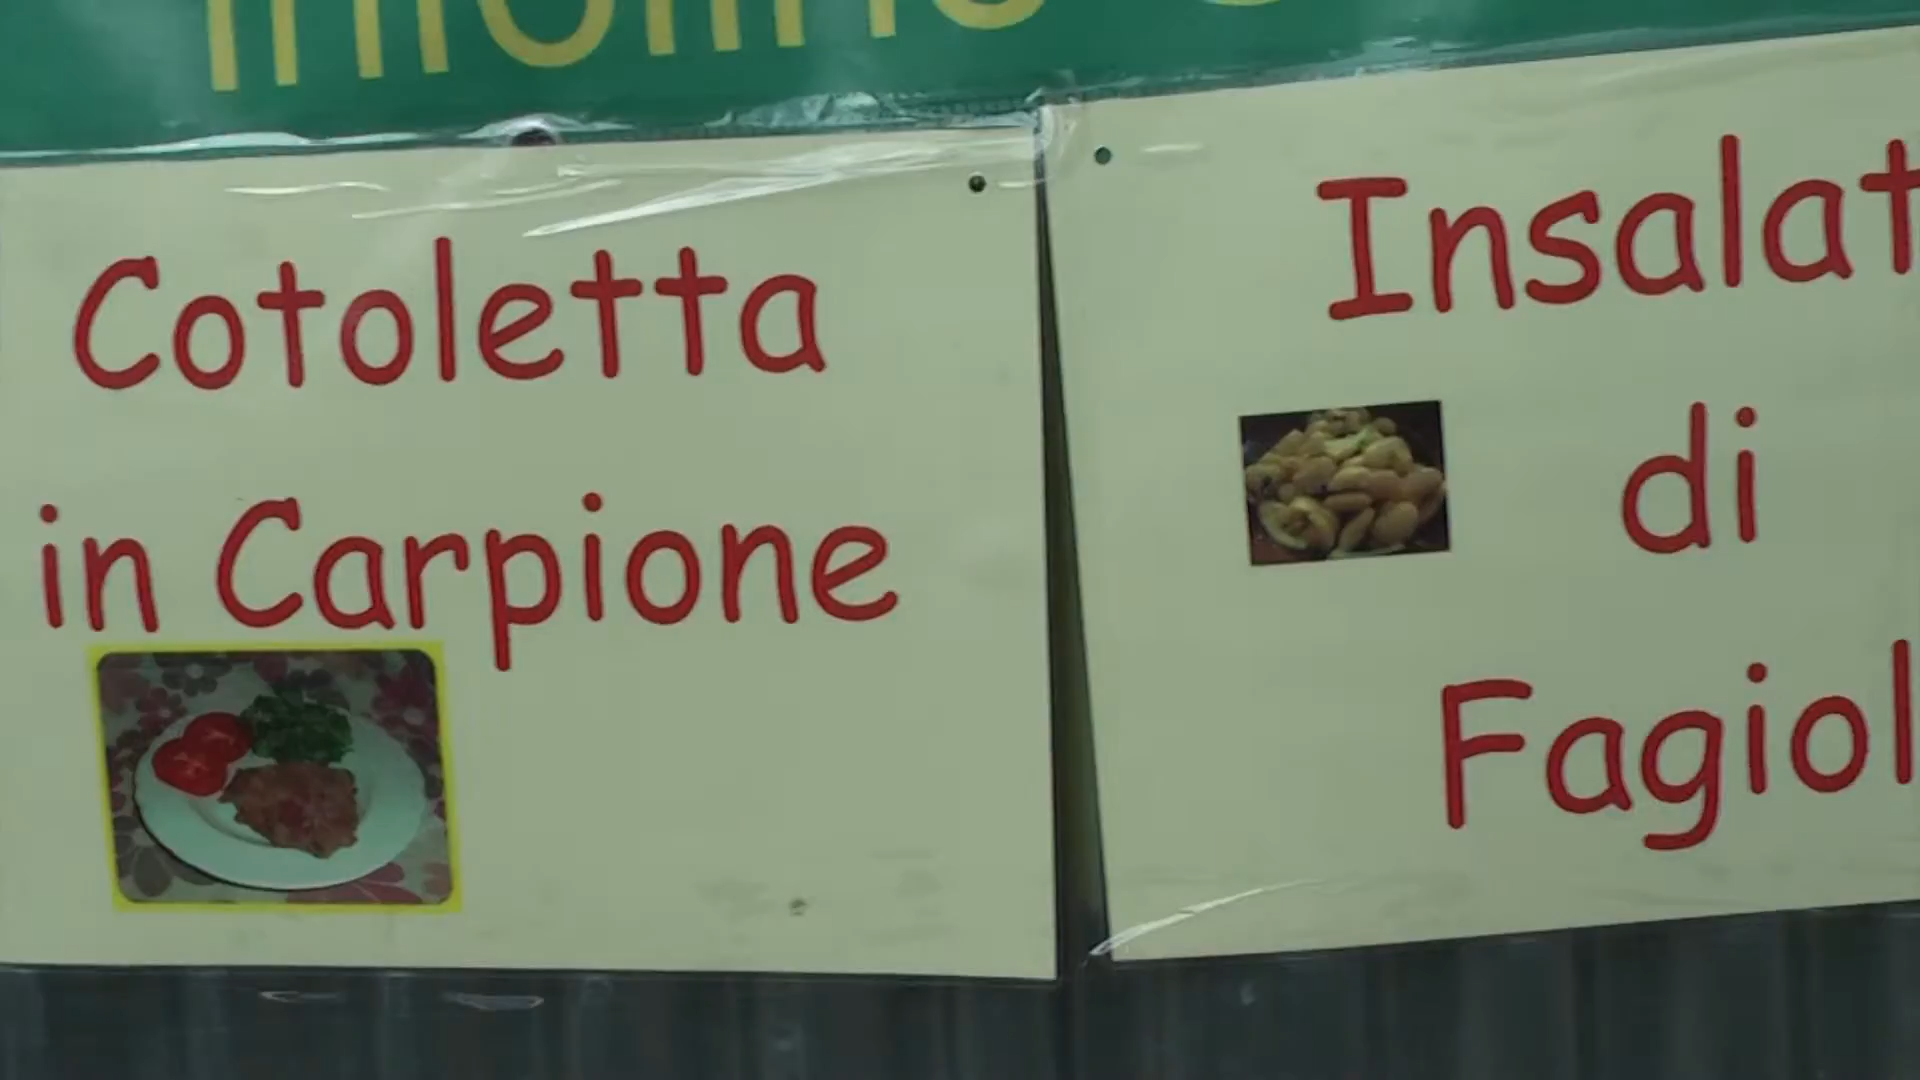 Cotoletta
in Carpione
Insalat
di
Fagiol